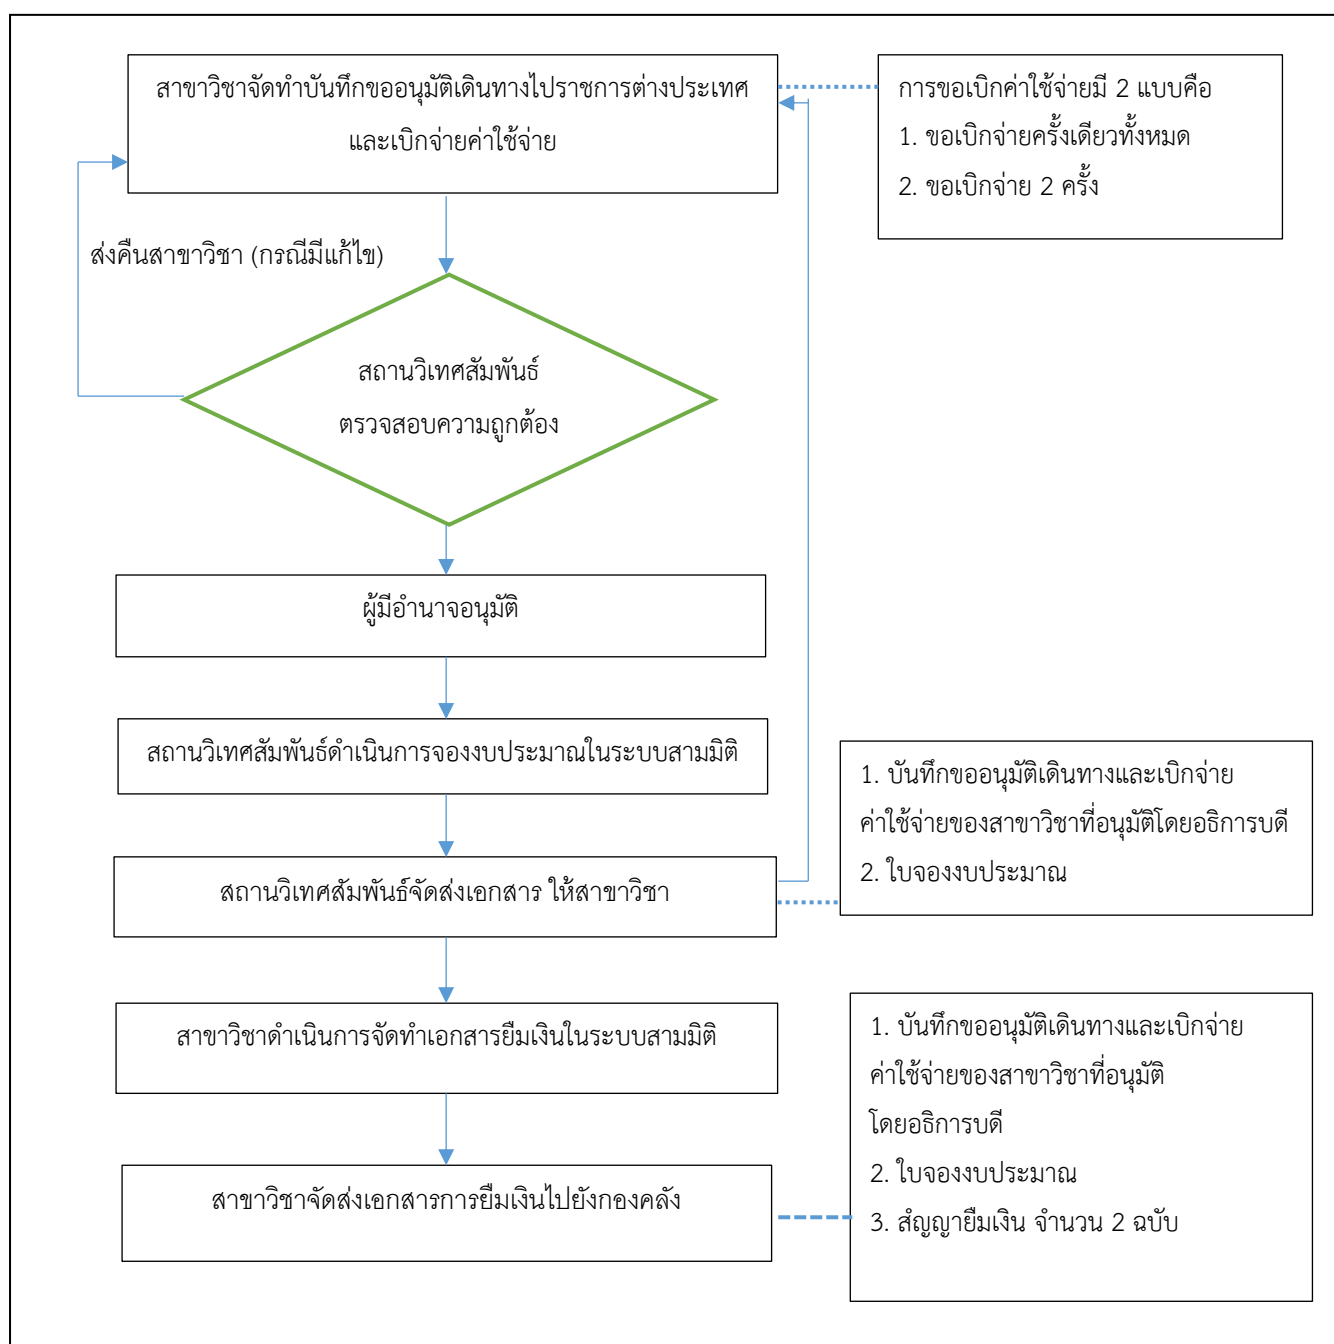 สาขาวิชาจัดทำบันทึกขออนุมัติเดินทางไปราชการต่างประเทศ
และเบิกจ่ายค่าใช้จ่าย
การขอเบิกค่าใช้จ่ายมี 2 แบบคือ
1. ขอเบิกจ่ายครั้งเดียวทั้งหมด
2. ขอเบิกจ่าย 2 ครั้ง
ส่งคืนสาขาวิชา (กรณีมีแก้ไข)
สถานวิเทศสัมพันธ์
ตรวจสอบความถูกต้อง
ผู้มีอำนาจอนุมัติ
สถานวิเทศสัมพันธ์ดำเนินการจองงบประมาณในระบบสามมิติ
1. บันทึกขออนุมัติเดินทางและเบิกจ่าย
ค่าใช้จ่ายของสาขาวิชาที่อนุมัติโดยอธิการบดี
2. ใบจองงบประมาณ
สถานวิเทศสัมพันธ์จัดส่งเอกสาร ให้สาขาวิชา
สาขาวิชาดำเนินการจัดทำเอกสารยืมเงินในระบบสามมิติ
1. บันทึกขออนุมัติเดินทางและเบิกจ่าย
ค่าใช้จ่ายของสาขาวิชาที่อนุมัติ
โดยอธิการบดี
2. ใบจองงบประมาณ
3. สํญญายืมเงิน จำนวน 2 ฉบับ
สาขาวิชาจัดส่งเอกสารการยืมเงินไปยังกองคลัง